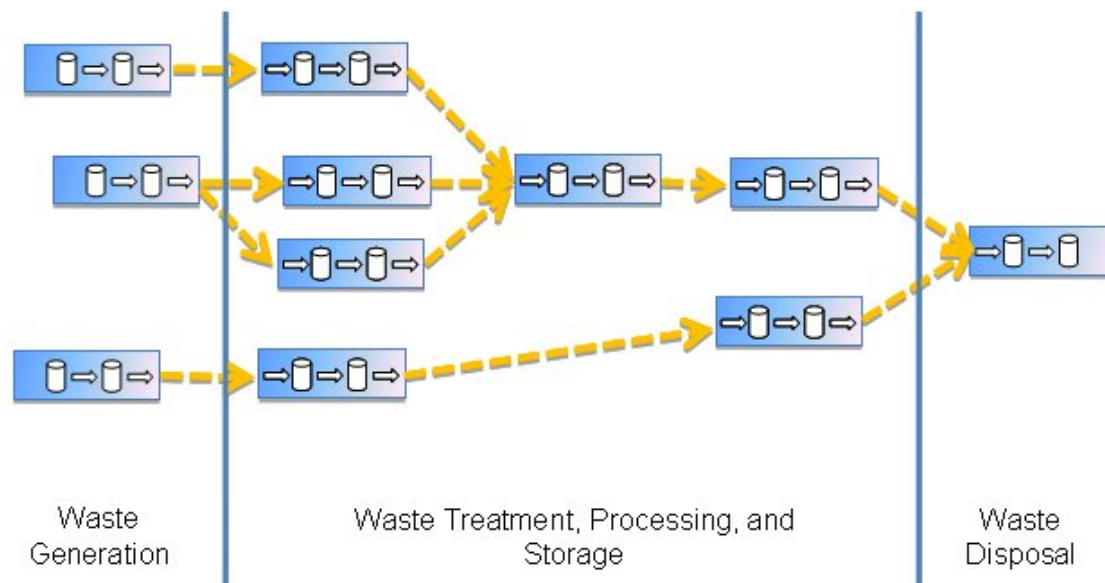 Waste
Generation
Waste Treatment, Processing, and
Storage
Waste
Disposal